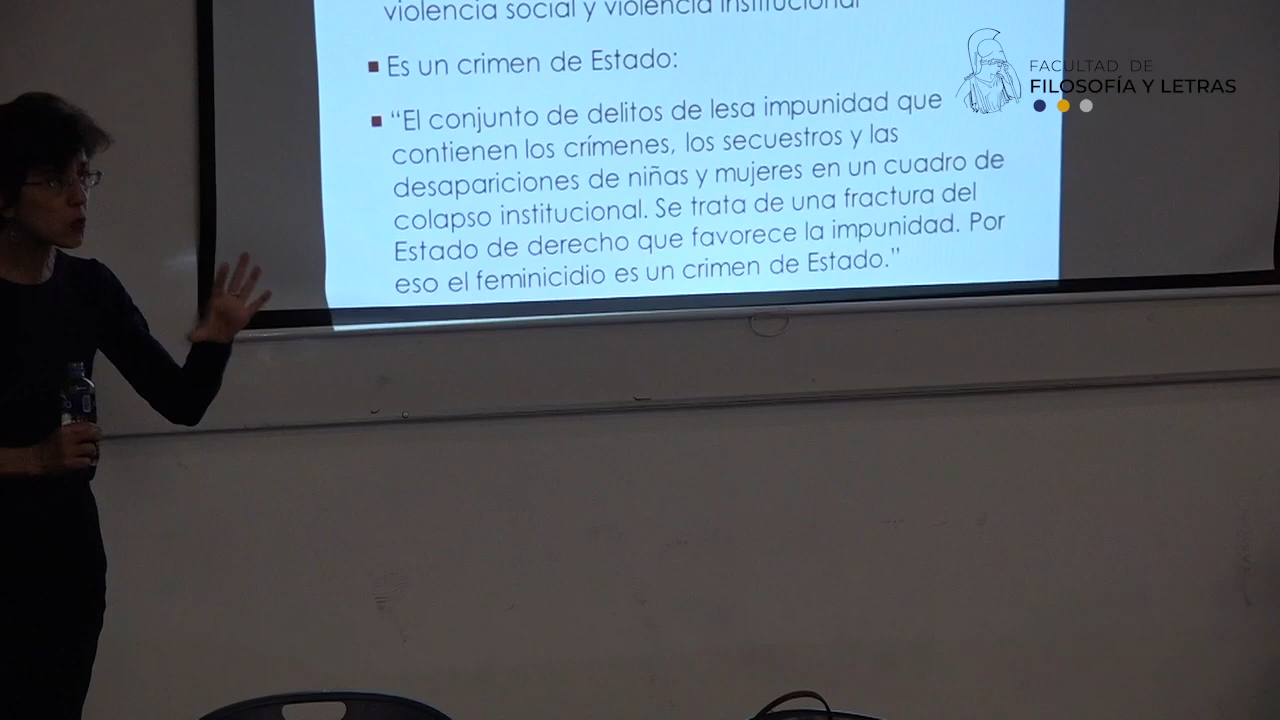 violencia social y violencia institucional
Es un crimen de Estado:
“El conjunto de delitos de lesa impunidad que
contienen los crímenes, los secuestros y las
desapariciones de niñas y mujeres en un cuadro de
colapso institucional. Se trata de una fractura del
Estado de derecho que favorece la impunidad. Por
eso el feminicidio es un crimen de Estado.”
FACULTAD DE
FILOSOFÍA Y LETRAS